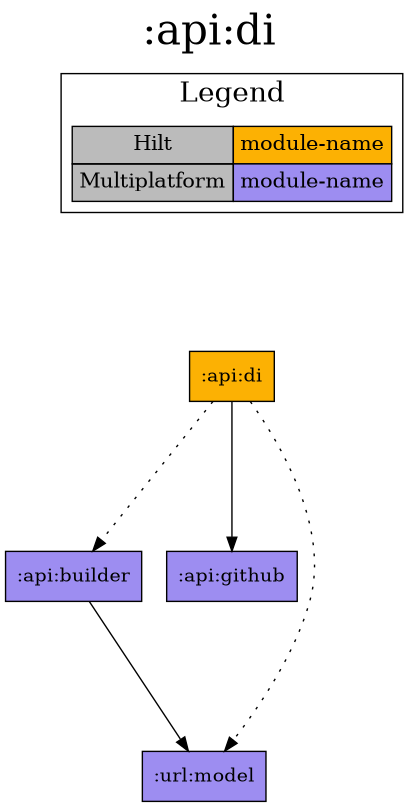 :api:di
Legend
Hilt module-name
Multiplatform module-name
:api:di
:api:builder :api:github
:url:model